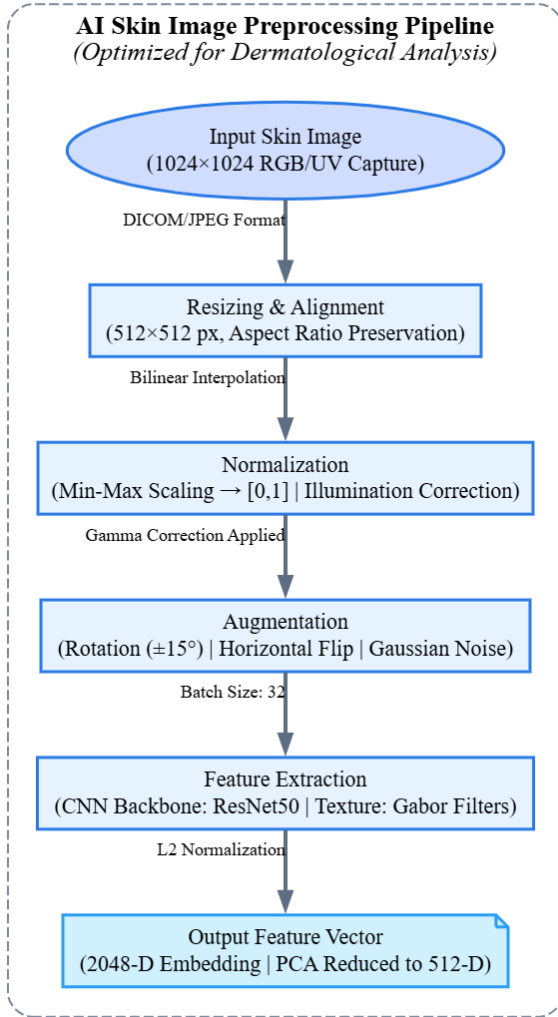 AI Skin Image Preprocessing Pipeline
(Optimized for Dermatological Analysis)
Input Skin Image
(1024×1024 RGB/UV Capture)
DICOM/JPEG Format
Resizing & Alignment
(512×512 px, Aspect Ratio Preservation)
Bilinear Interpolation
Normalization
(Min-Max Scaling → [0,1] | Illumination Correction)
Gamma Correction Applied
Augmentation
(Rotation (±15°) | Horizontal Flip | Gaussian Noise)
Batch Size: 32
Feature Extraction
(CNN Backbone: ResNet50 | Texture: Gabor Filters)
L2 Normalization
Output Feature Vector
(2048-D Embedding | PCA Reduced to 512-D)